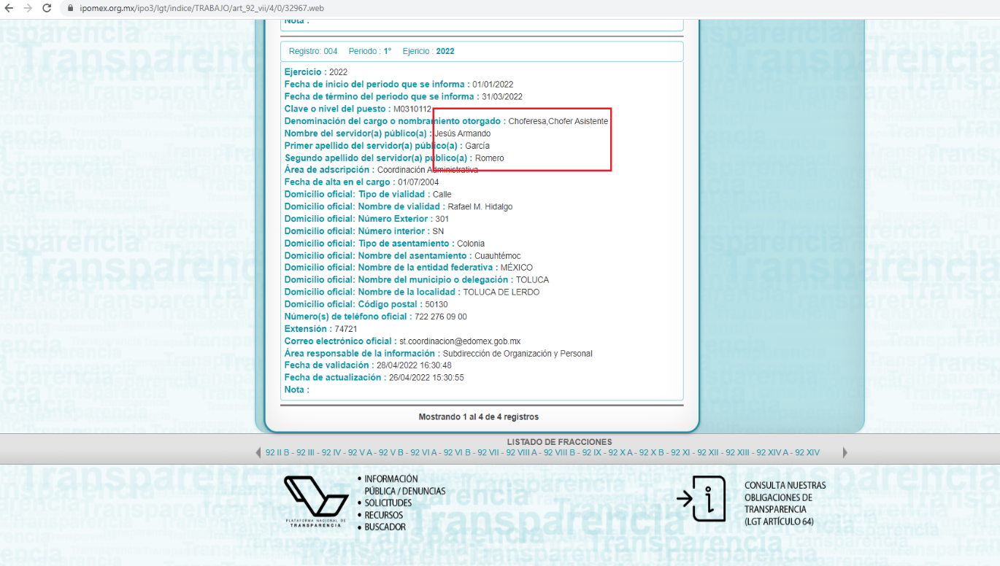 ipomex.org.mx/ipo3/lgt/indice/TRABAJO/art_92_vii/4/0/32967.web
Nota :
Registro: 004 Periodo : 1° Ejericio : 2022
Ejercicio : 2022
Fecha de inicio del periodo que se informa : 01/01/2022
Fecha de término del periodo que se informa : 31/03/2022
Clave o nivel del puesto : M0310112
Denominación del cargo o nombramiento otorgado : Choferesa,Chofer Asistente
Nombre del servidor(a) público(a) : Jesús Armando
Primer apellido del servidor(a) público(a) : García
Segundo apellido del servidor(a) público(a) : Romero
Área de adscripción : Coordinación Administrativa
Fecha de alta en el cargo : 01/07/2004
Domicilio oficial: Tipo de vialidad : Calle
Domicilio oficial: Nombre de vialidad : Rafael M. Hidalgo
Domicilio oficial: Número Exterior : 301
Domicilio oficial: Número interior : SN
Domicilio oficial: Tipo de asentamiento : Colonia
Domicilio oficial: Nombre del asentamiento : Cuauhtémoc
Domicilio oficial: Nombre de la entidad federativa : MÉXICO
Domicilio oficial: Nombre del municipio o delegación : TOLUCA
Domicilio oficial: Nombre de la localidad : TOLUCA DE LERDO
Domicilio oficial: Código postal : 50130
Número(s) de teléfono oficial : 722 276 09 00
Extensión : 74721
Correo electrónico oficial : st.coordinacion@edomex.gob.mx
Área responsable de la información : Subdirección de Organización y Personal
Fecha de validación : 28/04/2022 16:30:48
Fecha de actualización : 26/04/2022 15:30:55
Nota :
Mostrando 1 al 4 de 4 registros
LISTADO DE FRACCIONES
92 II B - 92 III - 92 IV - 92 V A - 92 V B - 92 VI A - 92 VI B - 92 VII - 92 VIII A - 92 VIII B - 92 IX - 92 X A - 92 X B - 92 XI - 92 XII - 92 XIII - 92 XIV A - 92 XIV
PLATAFORMA NACIONAL DE
TRANSPARENCIA
• INFORMACIÓN
PÚBLICA / DENUNCIAS
• SOLICITUDES
• RECURSOS
• BUSCADOR
CONSULTA NUESTRAS
OBLIGACIONES DE
TRANSPARENCIA
(LGT ARTÍCULO 64)